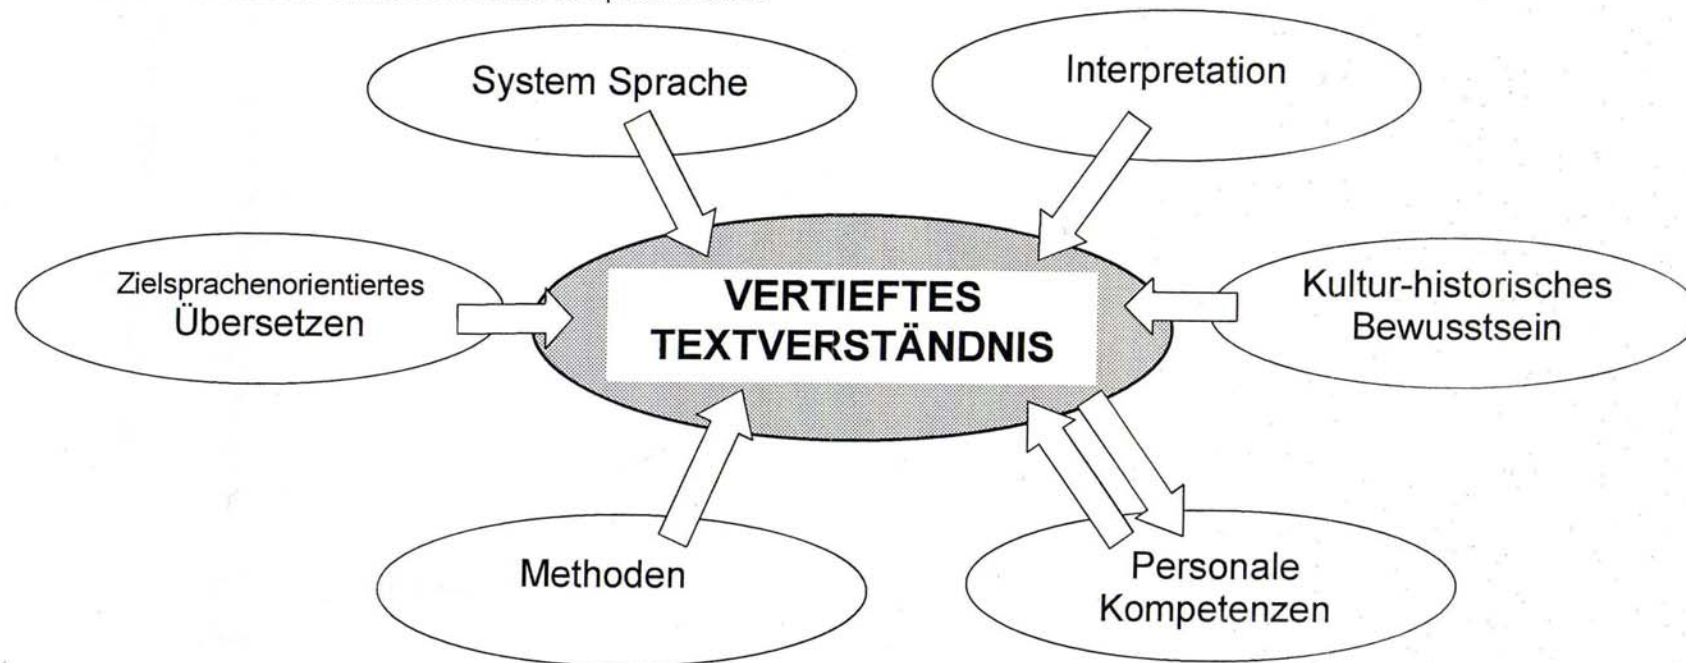 System Sprache
Interpretation
Zielsprachenorientiertes
Übersetzen
VERTIEFTES
TEXTVERSTÄNDNIS
Kultur-historisches
Bewusstsein
Methoden
Personale
Kompetenzen